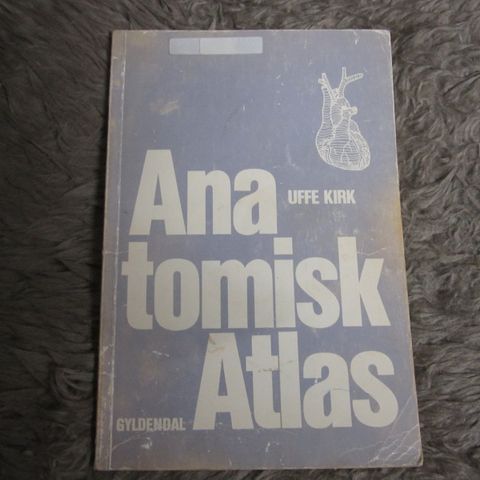 Ana
UFFE KIRK
tomisk
Atlas
GYLDENDAL